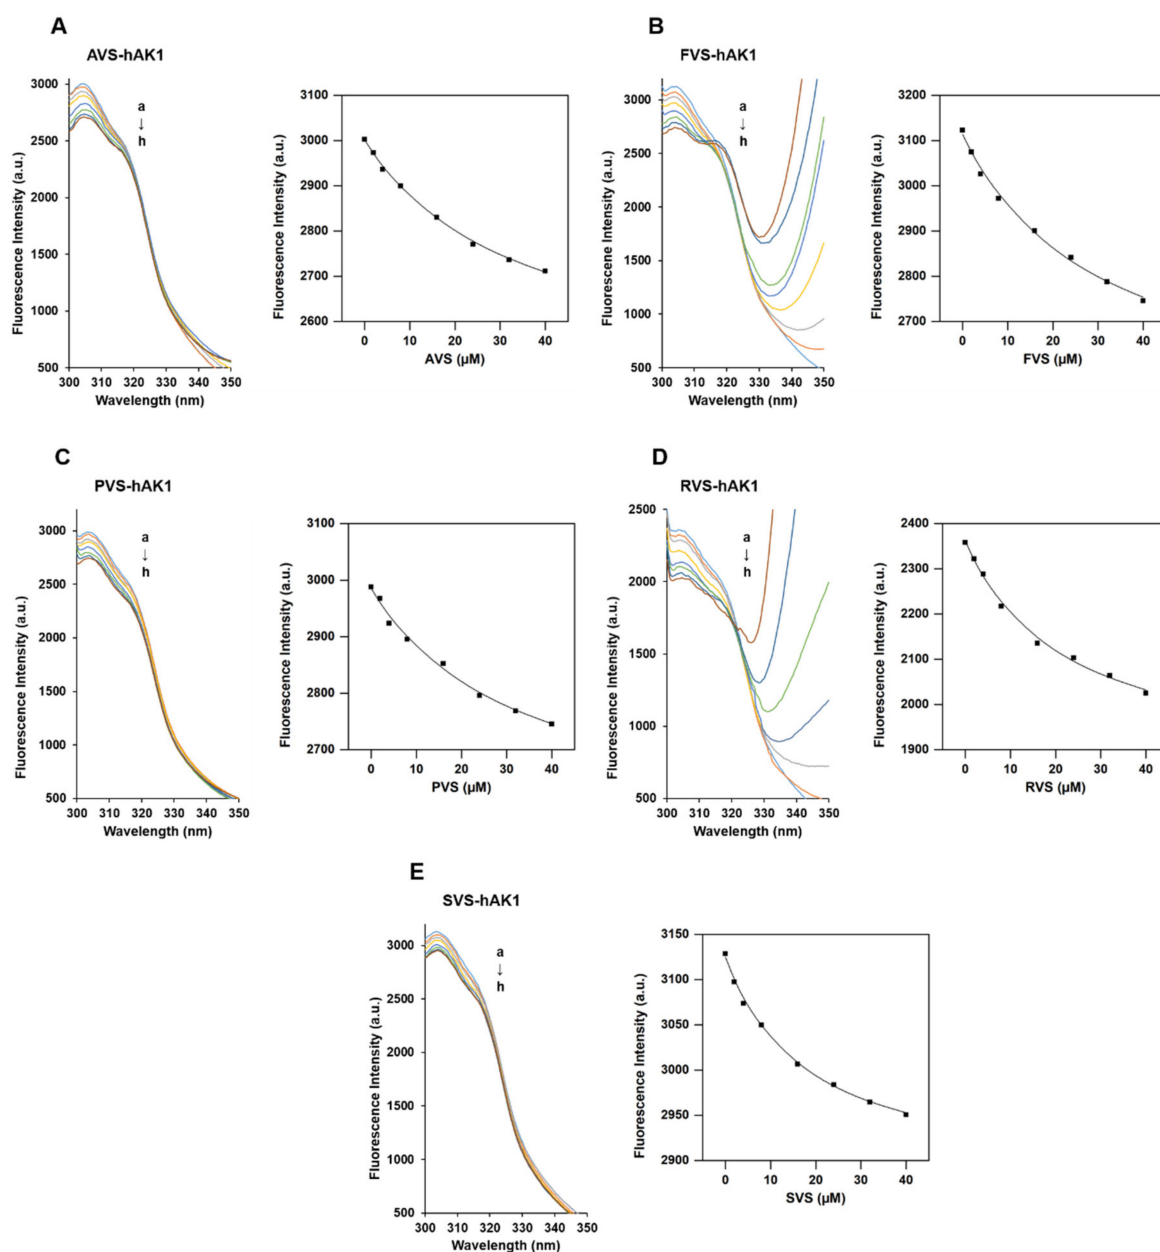 A
AVS-hAK1
Fluorescence Intensity (a.u.)
3000
2500
2000
1500
1000
500
a
↓
h
300 310 320 330 340 350
Wavelength (nm)
Fluorescence Intensity (a.u.)
3100
3000
2900
2800
2700
2600
0 10 20 30 40
AVS (µM)
B
FVS-hAK1
Fluorescene Intensity (a.u.)
3000
2500
2000
1500
1000
500
a
↓
h
300 310 320 330 340 350
Wavelength (nm)
Fluorescence Intensity (a.u.)
3200
3100
3000
2900
2800
2700
0 10 20 30 40
FVS (µM)
C
PVS-hAK1
Fluorescence Intensity (a.u.)
3000
2500
2000
1500
1000
500
a
↓
h
300 310 320 330 340 350
Wavelength (nm)
Fluorescence Intensity (a.u.)
3100
3000
2900
2800
2700
0 10 20 30 40
PVS (µM)
D
RVS-hAK1
Fluorescence Intensity (a.u.)
2500
2000
1500
1000
500
a
↓
h
300 310 320 330 340 350
Wavelength (nm)
Fluorescence Intensity (a.u.)
2400
2300
2200
2100
2000
1900
0 10 20 30 40
RVS (µM)
E
SVS-hAK1
Fluorescence Intensity (a.u.)
3000
2500
2000
1500
1000
500
a
↓
h
300 310 320 330 340 350
Wavelength (nm)
Fluorescence Intensity (a.u.)
3150
3100
3050
3000
2950
2900
0 10 20 30 40
SVS (µM)